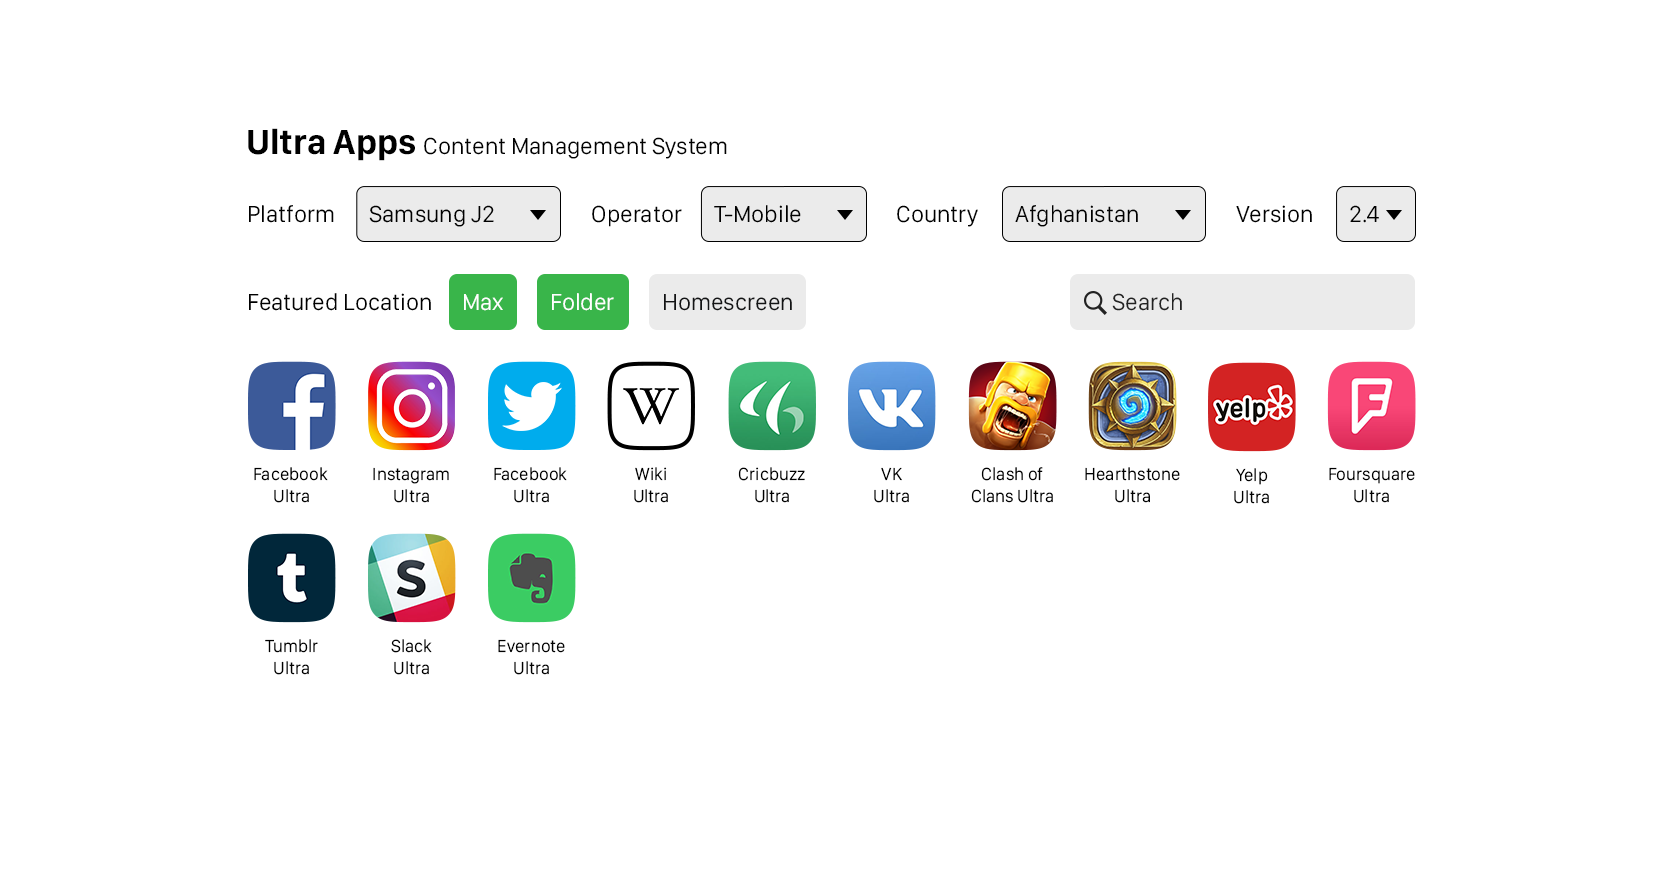 Ultra Apps Content Management System
Platform Samsung J2 Operator T-Mobile Country Afghanistan Version 2.4
Featured Location Max Folder Homescreen Search
f W VK yelp F
Facebook Instagram Facebook Wiki Cricbuzz VK Clash of Hearthstone Yelp Foursquare
Ultra Ultra Ultra Ultra Ultra Ultra Clans Ultra Ultra Ultra Ultra
t S
Tumblr Slack Evernote
Ultra Ultra Ultra